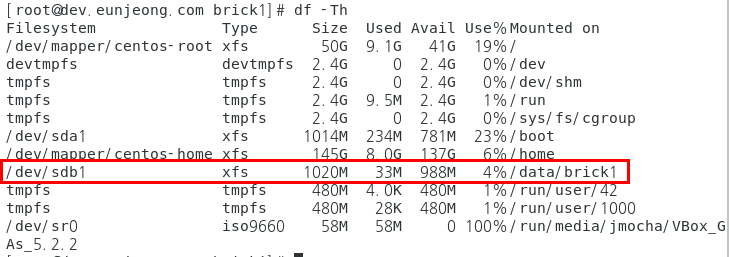 [root@dev.eunjeong.com brick1]# df -Th
Filesystem Type Size Used Avail Use% Mounted on
/dev/mapper/centos-root xfs 50G 9.1G 41G 19% /
devtmpfs devtmpfs 2.4G 0 2.4G 0% /dev
tmpfs tmpfs 2.4G 0 2.4G 0% /dev/shm
tmpfs tmpfs 2.4G 9.5M 2.4G 1% /run
tmpfs tmpfs 2.4G 0 2.4G 0% /sys/fs/cgroup
/dev/sda1 xfs 1014M 234M 781M 23% /boot
/dev/mapper/centos-home xfs 145G 8.0G 137G 6% /home
/dev/sdb1 xfs 1020M 33M 988M 4% /data/brick1
tmpfs tmpfs 480M 4.0K 480M 1% /run/user/42
tmpfs tmpfs 480M 28K 480M 1% /run/user/1000
/dev/sr0 iso9660 58M 58M 0 100% /run/media/jmocha/VBox_G
As_5.2.2